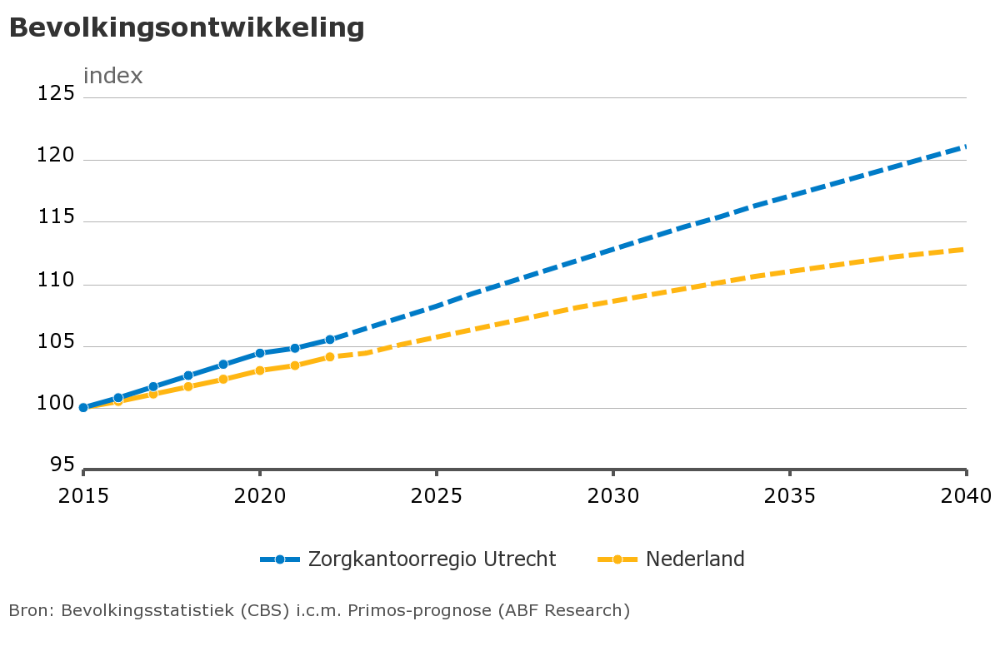 Bevolkingsontwikkeling
index
125
120
115
110
105
100
95
2015 2020 2025 2030 2035 2040
Zorgkantoorregio Utrecht Nederland
Bron: Bevolkingsstatistiek (CBS) i.c.m. Primos-prognose (ABF Research)